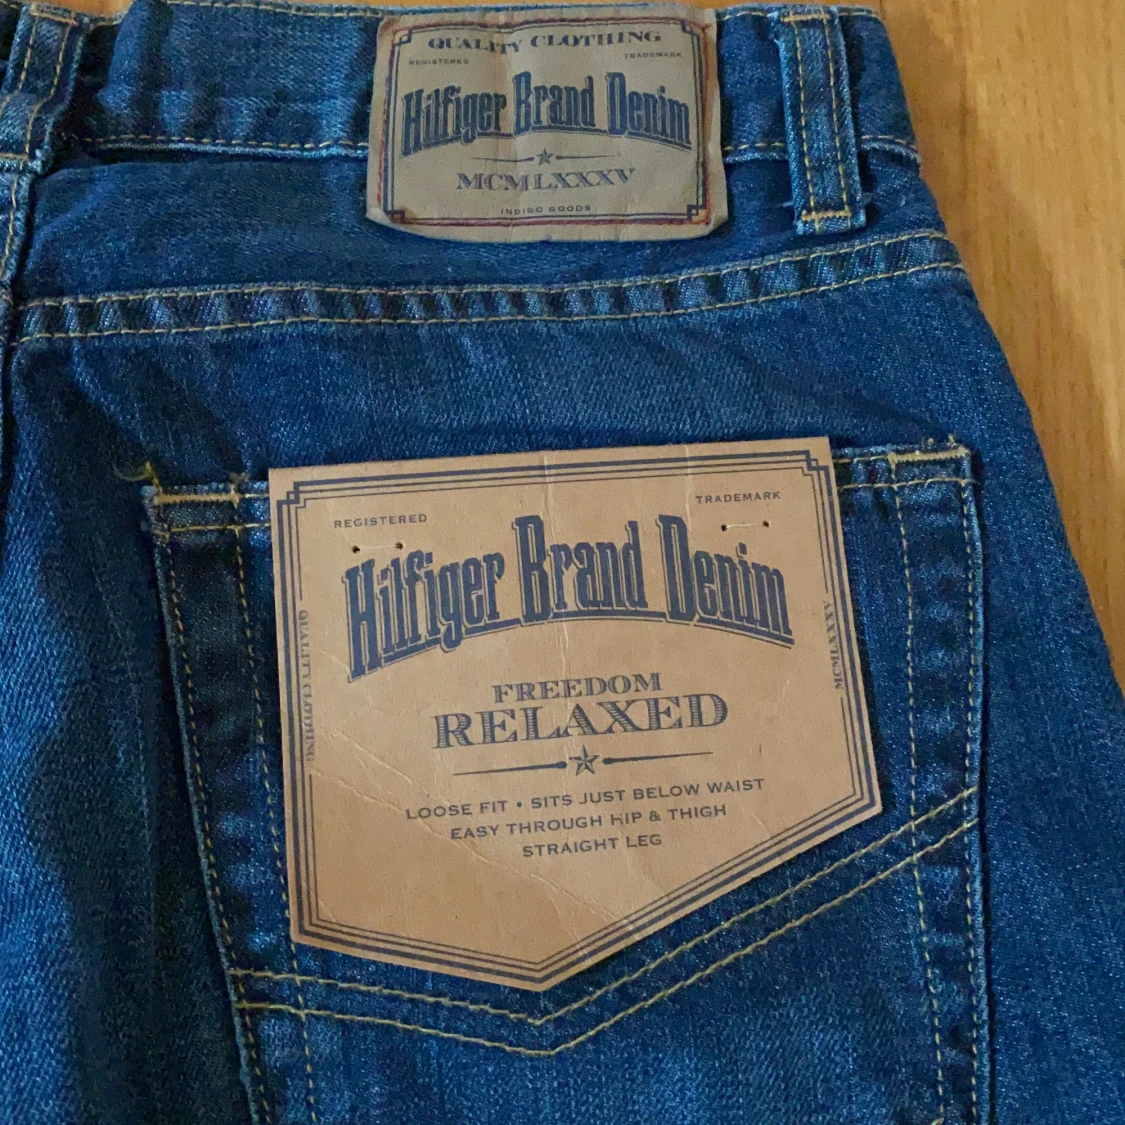 QUALITY CLOTHING
REGISTERED TRADEMARK
Hilfiger Brand Denim
MCMLXXXV
INDIGO GOODS
REGISTERED TRADEMARK
Hilfiger Brand Denim
QUALITY CLOTHING
MCMLXXXV
FREEDOM
RELAXED
LOOSE FIT • SITS JUST BELOW WAIST
EASY THROUGH HIP & THIGH
STRAIGHT LEG